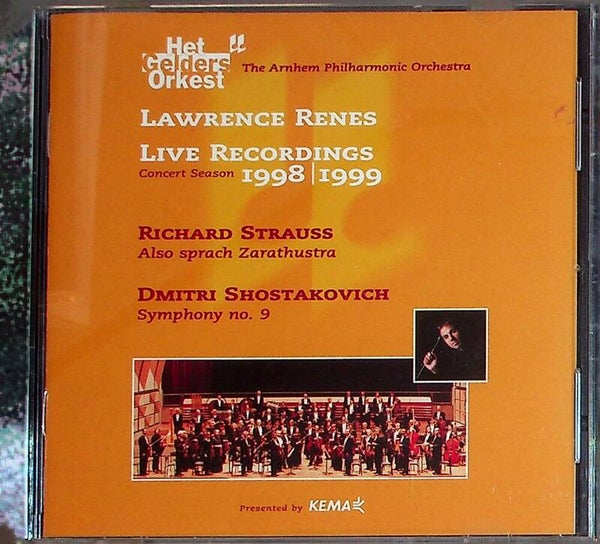 Het
Gelders
Orkest
The Arnhem Philharmonic Orchestra
LAWRENCE RENES
LIVE RECORDINGS
Concert Season 1998|1999
RICHARD STRAUSS
Also sprach Zarathustra
DMITRI SHOSTAKOVICH
Symphony no. 9
Presented by KEMA